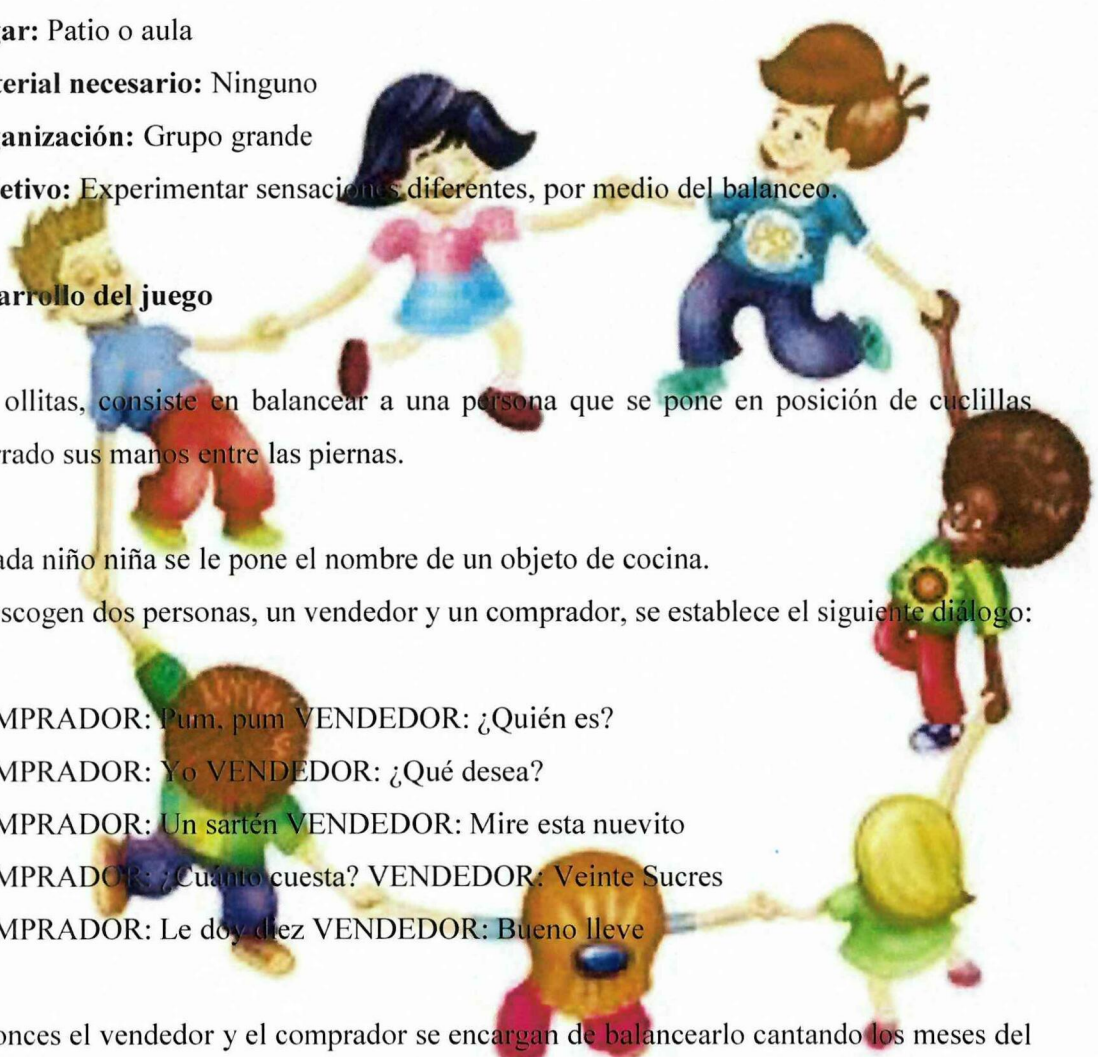 gar: Patio o aula
terial necesario: Ninguno
anización: Grupo grande
etivo: Experimentar sensaciones diferentes, por medio del balanceo.
arrollo del juego
ollitas, consiste en balancear a una persona que se pone en posición de cuclillas
rrado sus manos entre las piernas.
ada niño niña se le pone el nombre de un objeto de cocina.
scogen dos personas, un vendedor y un comprador, se establece el siguiente diálogo:
MPRADOR: Pum, pum VENDEDOR: ¿Quién es?
MPRADOR: Yo VENDEDOR: ¿Qué desea?
MPRADOR: Un sartén VENDEDOR: Mire esta nuevito
MPRADOR: ¿Cuánto cuesta? VENDEDOR: Veinte Sucres
MPRADOR: Le doy diez VENDEDOR: Bueno lleve
onces el vendedor y el comprador se encargan de balancearlo cantando los meses del